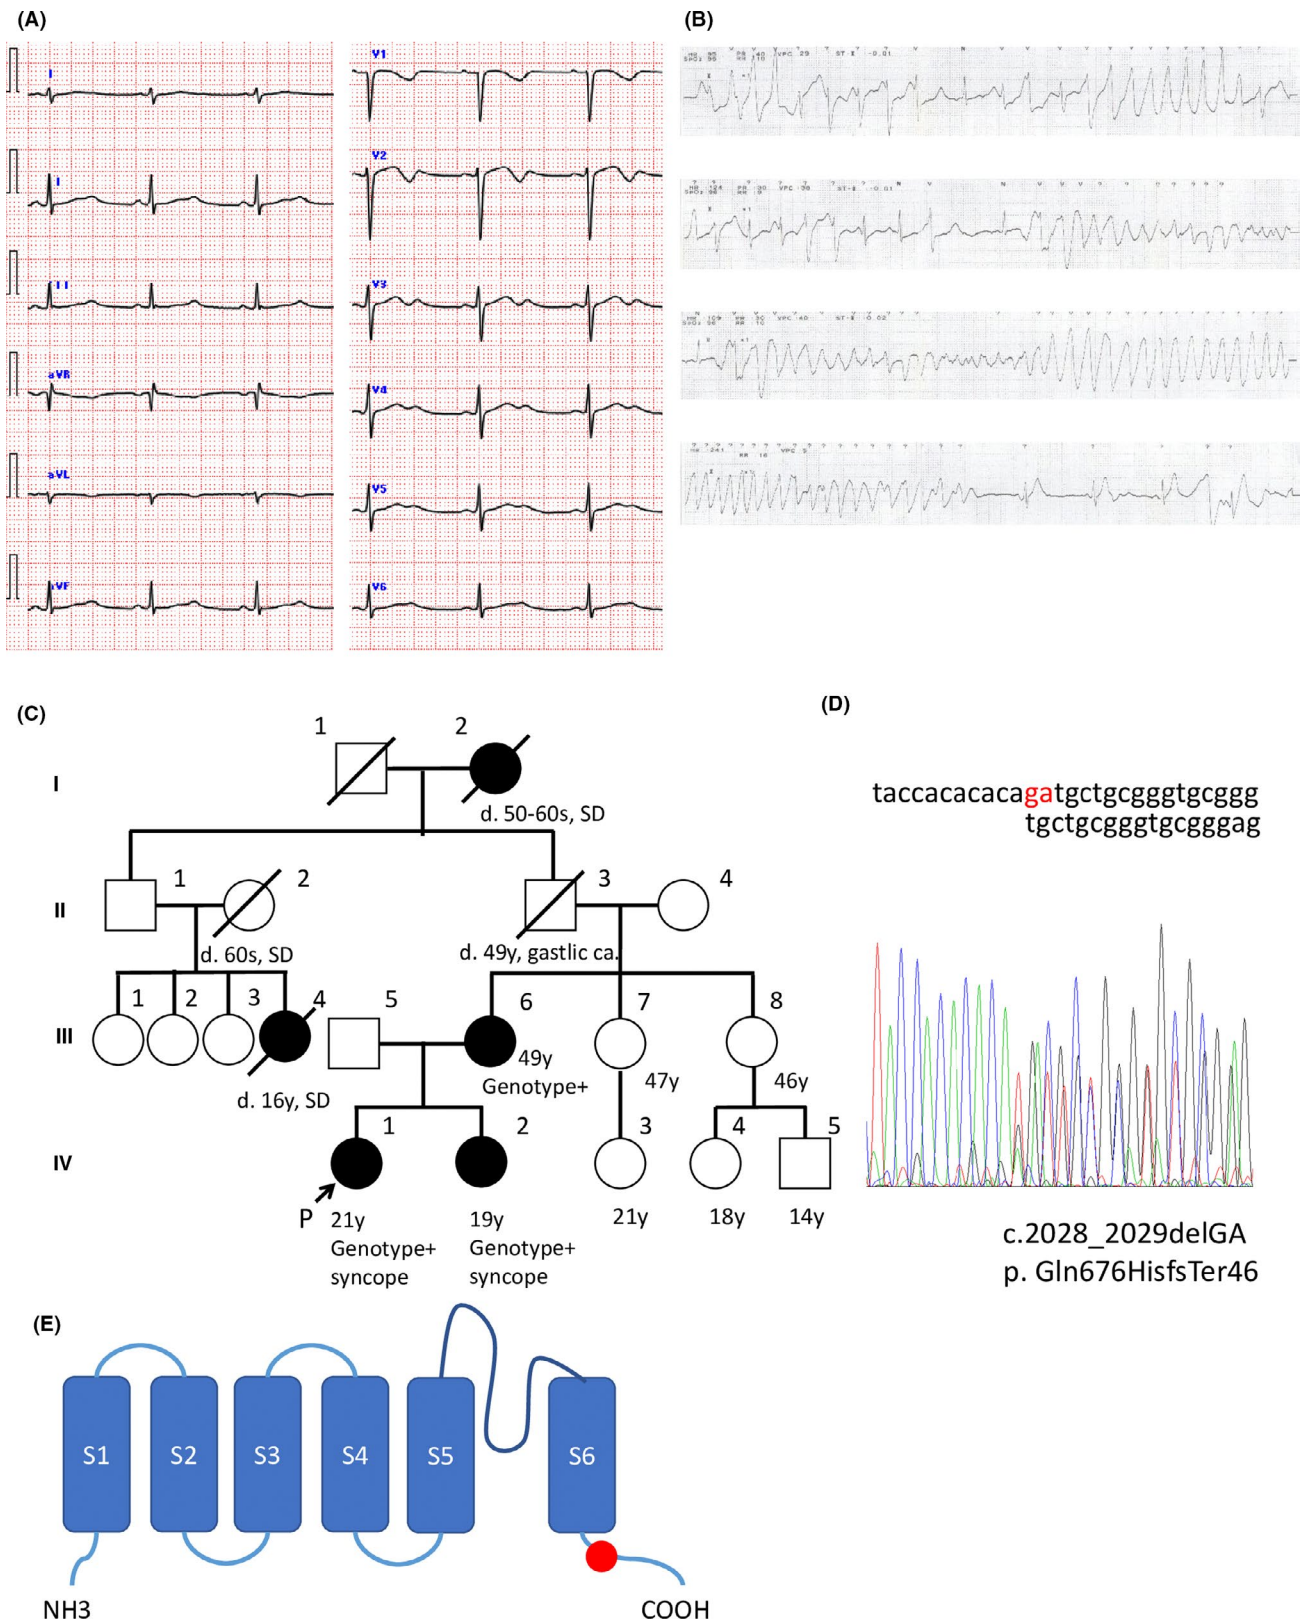 (A)
(B)
I
I
I I
aVR
aVL
aVF
V1
V2
V3
V4
V5
V6
(C)
(D)
I
1
2
d. 50-60s, SD
II
1
2
3
4
d. 60s, SD
d. 49y, gastlic ca.
III
1
2
3
4
5
6
7
8
d. 16y, SD
49y
Genotype+
47y
46y
IV
1
2
3
4
5
P
21y
Genotype+
syncope
19y
Genotype+
syncope
21y
18y
14y
taccacacacagatgctgcgggtgcggg
tgctgcgggtgcgggag
c.2028_2029delGA
p. Gln676HisfsTer46
(E)
S1
S2
S3
S4
S5
S6
NH3
COOH